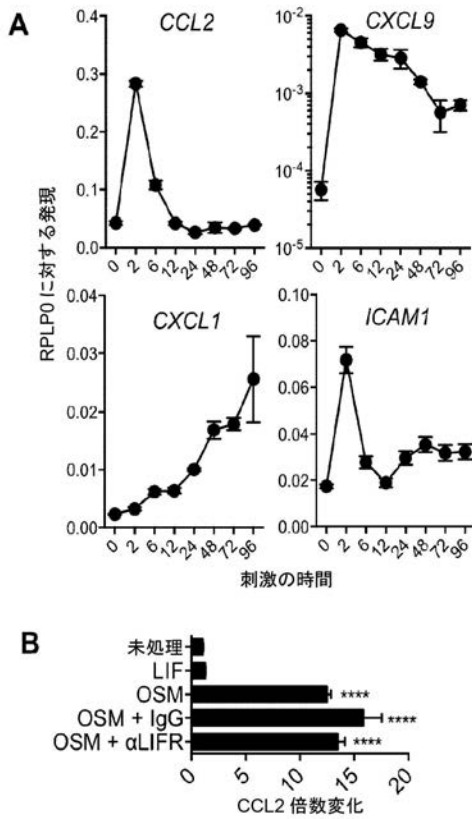 A
CCL2
0.4
0.3
0.2
0.1
0.0
0 2 6 12 24 48 72 96
CXCL9
10-2
10-3
10-4
10-5
0 2 6 12 2 48 72 96
RPLP0 に対する発現
CXCL1
0.04
0.03
0.02
0.01
0.00
0 2 6 12 24 48 72 96
ICAM1
0.10
0.08
0.06
0.04
0.02
0.00
0 2 6 12 24 48 72 96
刺激の時間
B
未処理
LIF
OSM ****
OSM + IgG ****
OSM + αLIFR ****
0 5 10 15 20
CCL2 倍数変化